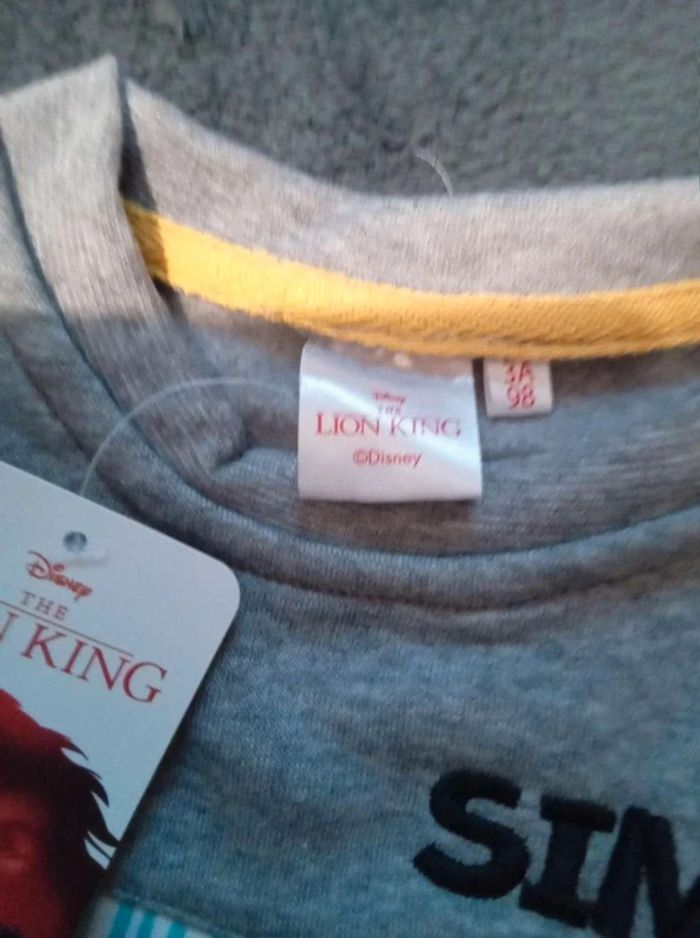 Disney
THE
LION KING
©Disney
3A
98
Disney
THE
KING
SIM